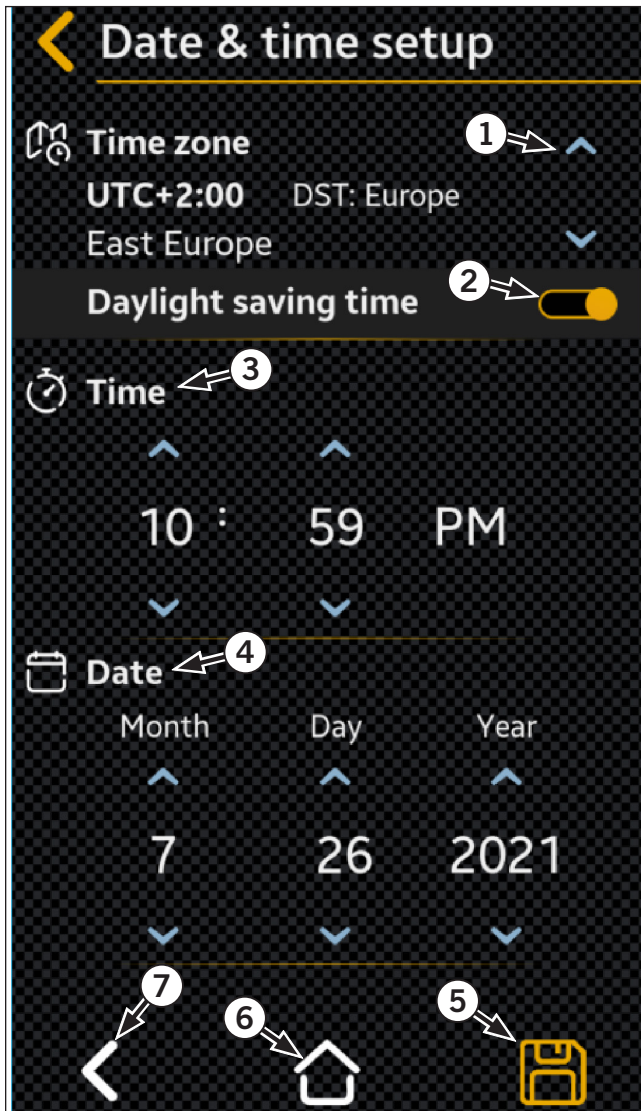 Date & time setup
Time zone
1
UTC+2:00 DST: Europe
East Europe
Daylight saving time
2
Time
3
10 : 59 PM
Date
4
Month Day Year
7 26 2021
7
6
5